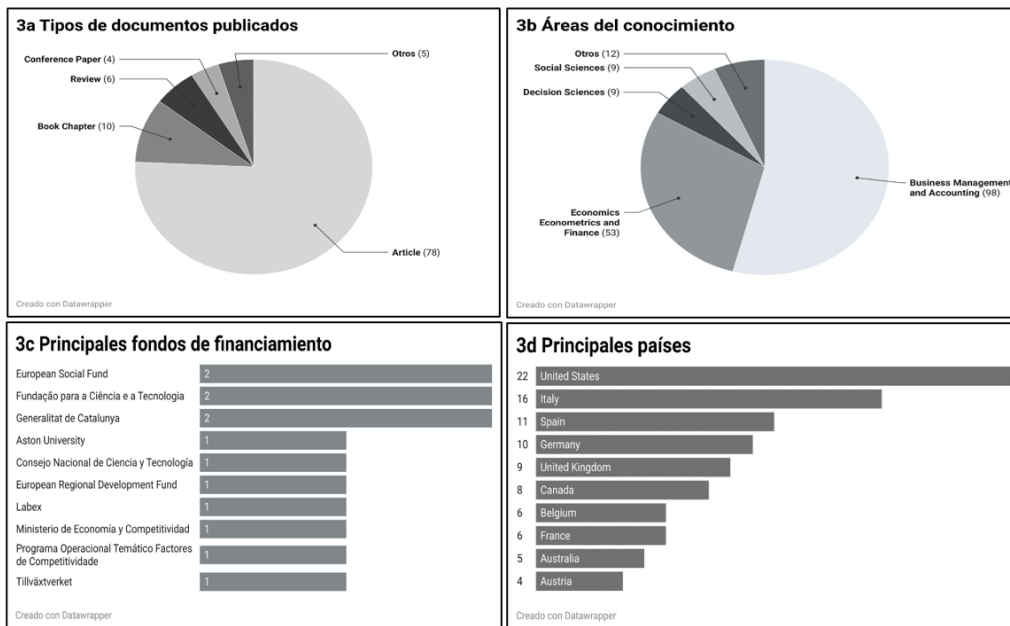 3a Tipos de documentos publicados
Conference Paper (4)
Otros (5)
Review (6)
Book Chapter (10)
Article (78)
Creado con Datawrapper
3b Áreas del conocimiento
Otros (12)
Social Sciences (9)
Decision Sciences (9)
Business Management
and Accounting (98)
Economics
Econometrics and
Finance (53)
Creado con Datawrapper
3c Principales fondos de financiamiento
European Social Fund 2
Fundação para a Ciência e a Tecnologia 2
Generalitat de Catalunya 2
Aston University 1
Consejo Nacional de Ciencia y Tecnología 1
European Regional Development Fund 1
Labex 1
Ministerio de Economía y Competitividad 1
Programa Operacional Temático Factores
de Competitividade 1
Tillväxtverket 1
Creado con Datawrapper
3d Principales países
22 United States
16 Italy
11 Spain
10 Germany
9 United Kingdom
8 Canada
6 Belgium
6 France
5 Australia
4 Austria
Creado con Datawrapper